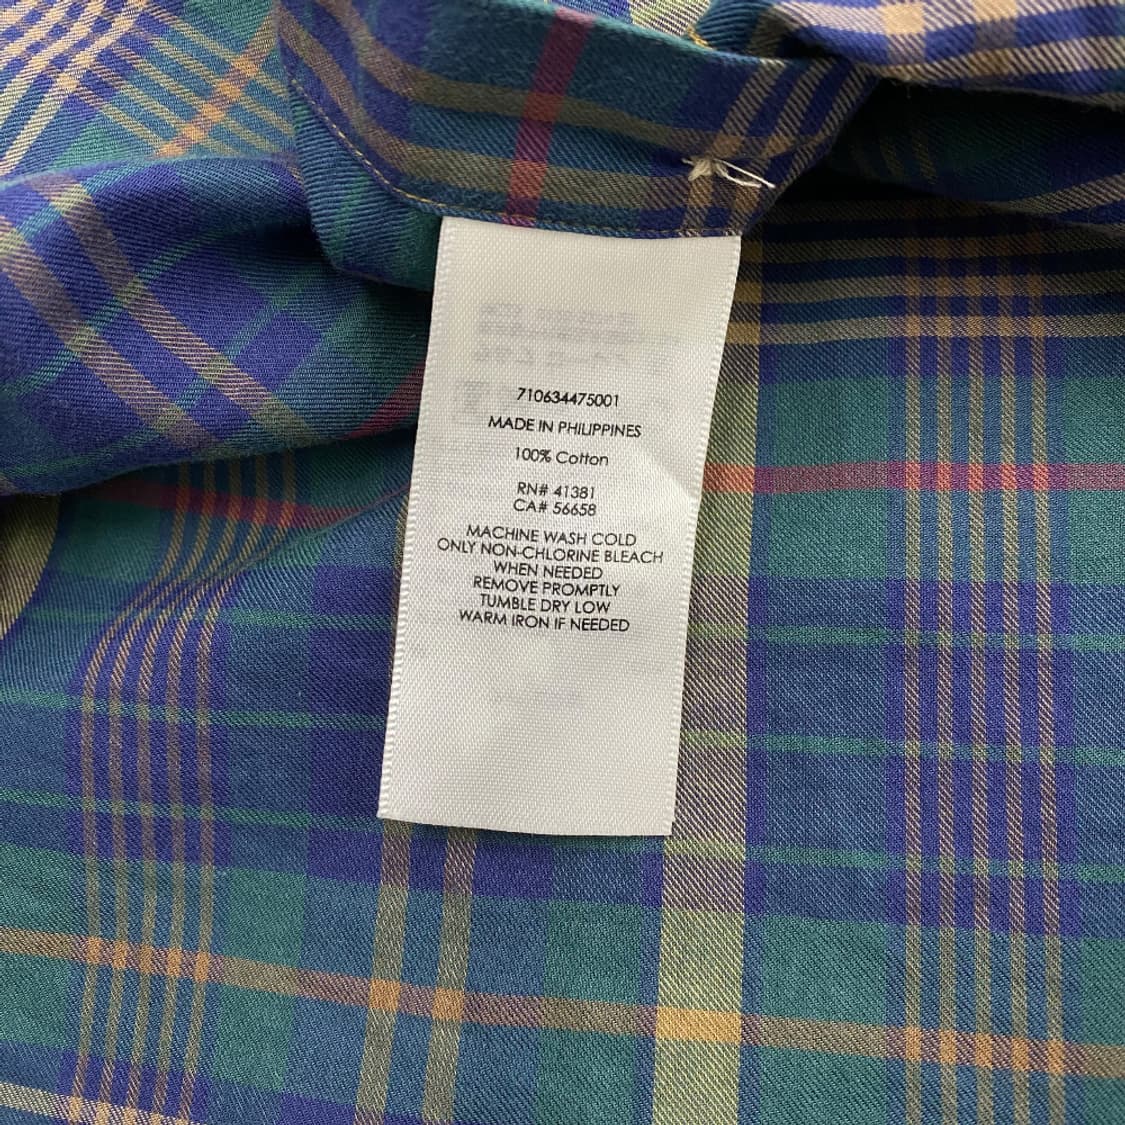 710634475001
MADE IN PHILIPPINES
100% Cotton
RN# 41381
CA# 56658
MACHINE WASH COLD
ONLY NON-CHLORINE BLEACH
WHEN NEEDED
REMOVE PROMPTLY
TUMBLE DRY LOW
WARM IRON IF NEEDED